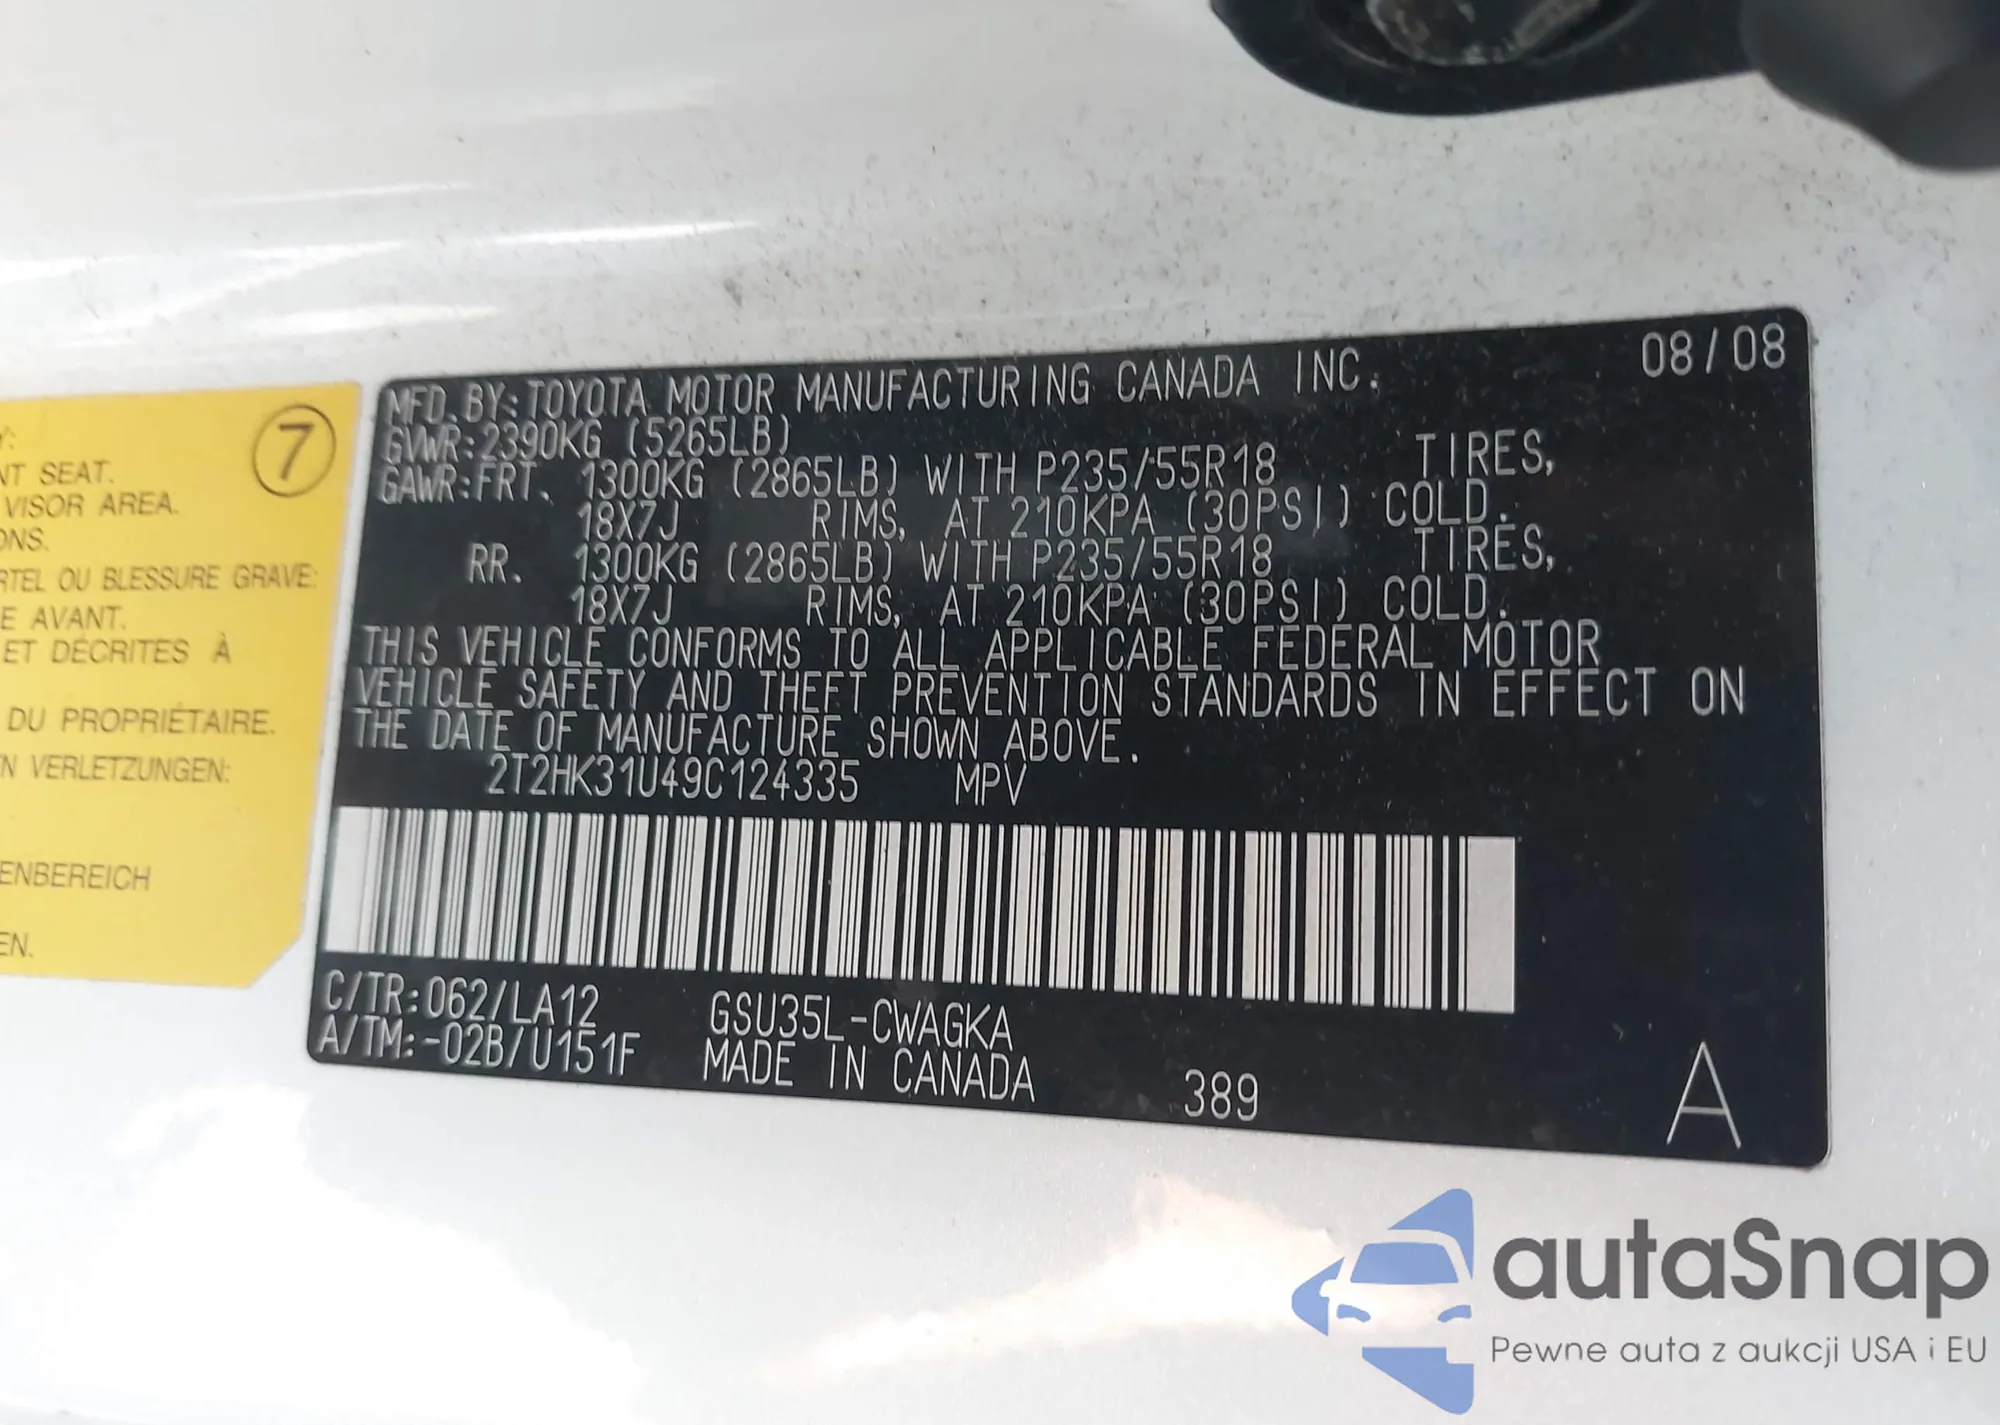 MFD. BY: TOYOTA MOTOR MANUFACTURING CANADA INC. 08/08
GVWR: 2390KG (5265LB)
GAWR: FRT. 1300KG (2865LB) WITH P235/55R18 TIRES,
18X7J RIMS, AT 210KPA (30PSI) COLD.
RR. 1300KG (2865LB) WITH P235/55R18 TIRES,
18X7J RIMS, AT 210KPA (30PSI) COLD.
THIS VEHICLE CONFORMS TO ALL APPLICABLE FEDERAL MOTOR
VEHICLE SAFETY AND THEFT PREVENTION STANDARDS IN EFFECT ON
THE DATE OF MANUFACTURE SHOWN ABOVE.
2T2HK31U49C124335 MPV
C/TR: 062/LA12 GSU35L-CWAGKA
A/TM: -02B/U151F MADE IN CANADA 389 A
7
Y:
NT SEAT.
VISOR AREA.
ONS.
RTEL OU BLESSURE GRAVE:
E AVANT.
ET DÉCRITES À
DU PROPRIÉTAIRE.
N VERLETZUNGEN:
ENBEREICH
EN.
autaSnap
Pewne auta z aukcji USA i EU